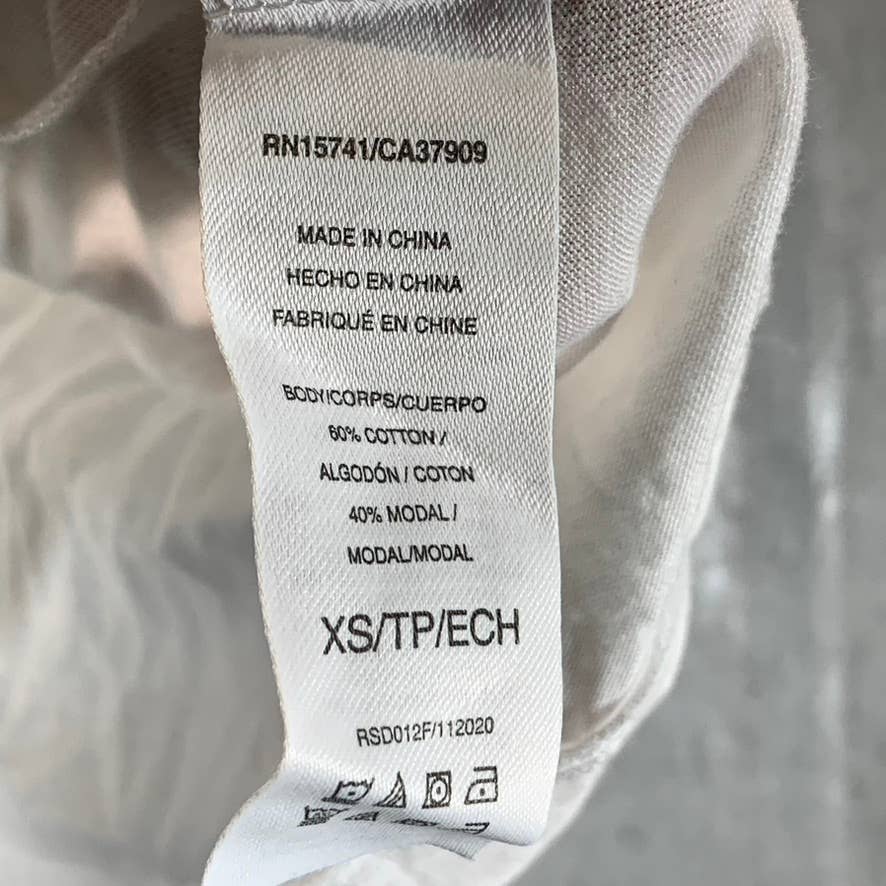 RN15741/CA37909
MADE IN CHINA
HECHO EN CHINA
FABRIQUÉ EN CHINE
BODY/CORPS/CUERPO
60% COTTON /
ALGODÓN / COTON
40% MODAL /
MODAL/MODAL
XS/TP/ECH
RSD012F/112020